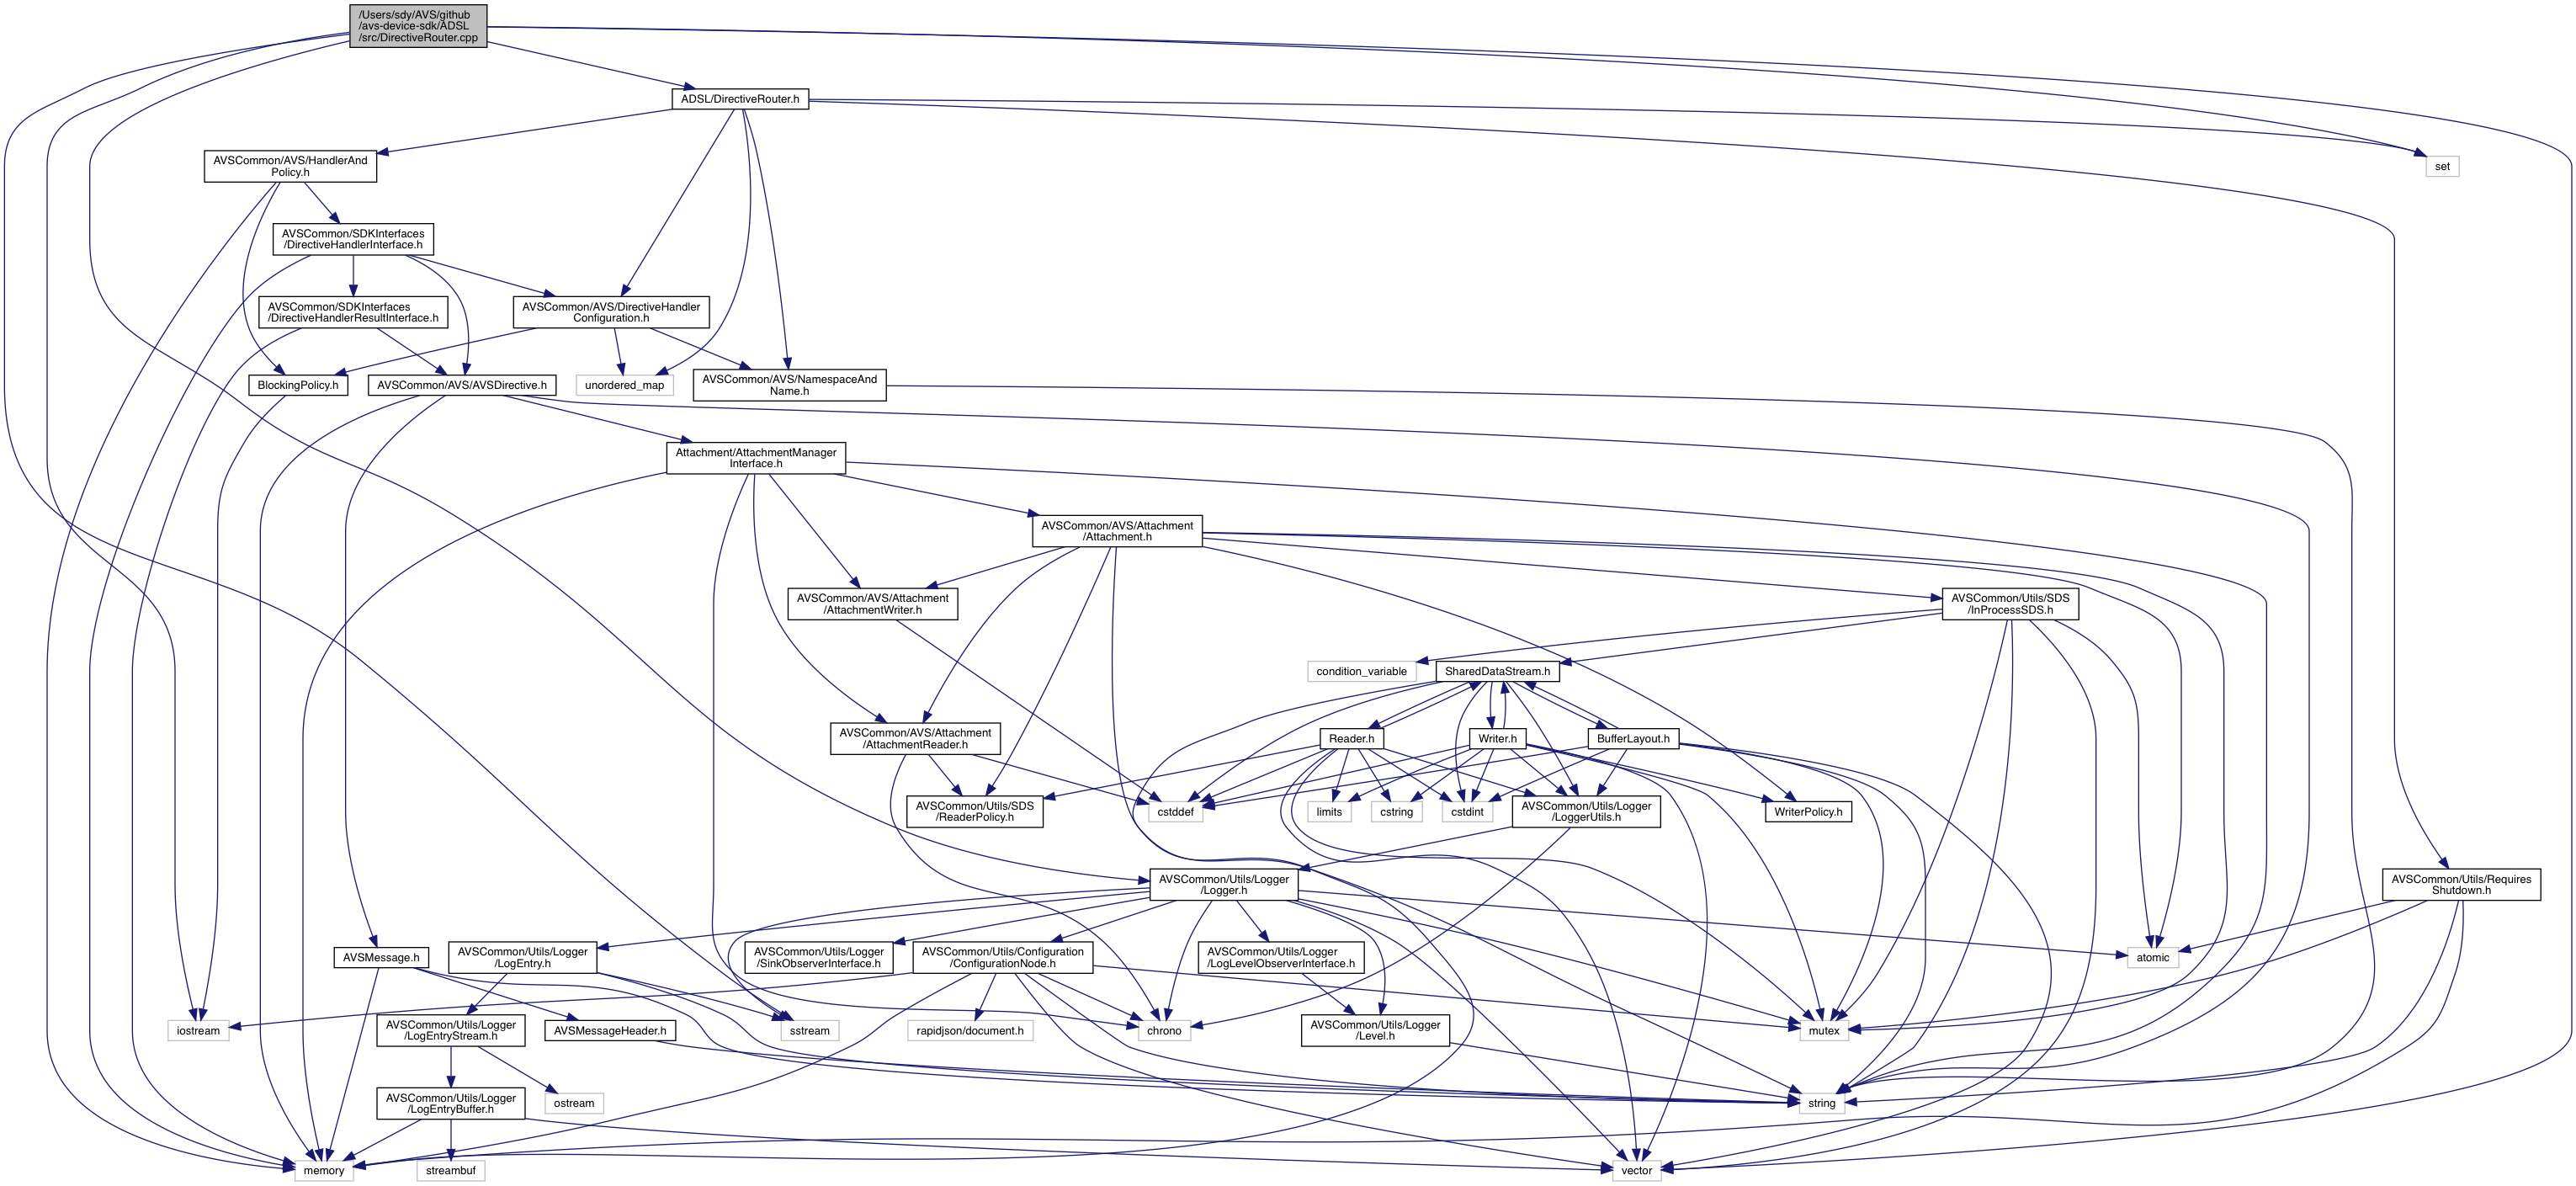 /Users/sdy/AVS/github
/avs-device-sdk/ADSL
/src/DirectiveRouter.cpp
ADSL/DirectiveRouter.h
AVSCommon/AVS/HandlerAnd
Policy.h
set
AVSCommon/SDKInterfaces
/DirectiveHandlerInterface.h
AVSCommon/SDKInterfaces
/DirectiveHandlerResultInterface.h
AVSCommon/AVS/DirectiveHandler
Configuration.h
BlockingPolicy.h
AVSCommon/AVS/AVSDirective.h
unordered_map
AVSCommon/AVS/NamespaceAnd
Name.h
Attachment/AttachmentManager
Interface.h
AVSCommon/AVS/Attachment
/Attachment.h
AVSCommon/AVS/Attachment
/AttachmentWriter.h
AVSCommon/Utils/SDS
/InProcessSDS.h
condition_variable
SharedDataStream.h
AVSCommon/AVS/Attachment
/AttachmentReader.h
Reader.h
Writer.h
BufferLayout.h
AVSCommon/Utils/SDS
/ReaderPolicy.h
cstddef
limits
cstring
cstdint
AVSCommon/Utils/Logger
/LoggerUtils.h
WriterPolicy.h
AVSCommon/Utils/Logger
/Logger.h
AVSCommon/Utils/Requires
Shutdown.h
AVSMessage.h
AVSCommon/Utils/Logger
/LogEntry.h
AVSCommon/Utils/Logger
/SinkObserverInterface.h
AVSCommon/Utils/Configuration
/ConfigurationNode.h
AVSCommon/Utils/Logger
/LogLevelObserverInterface.h
atomic
iostream
AVSCommon/Utils/Logger
/LogEntryStream.h
AVSMessageHeader.h
sstream
rapidjson/document.h
chrono
AVSCommon/Utils/Logger
/Level.h
mutex
AVSCommon/Utils/Logger
/LogEntryBuffer.h
ostream
string
memory
streambuf
vector